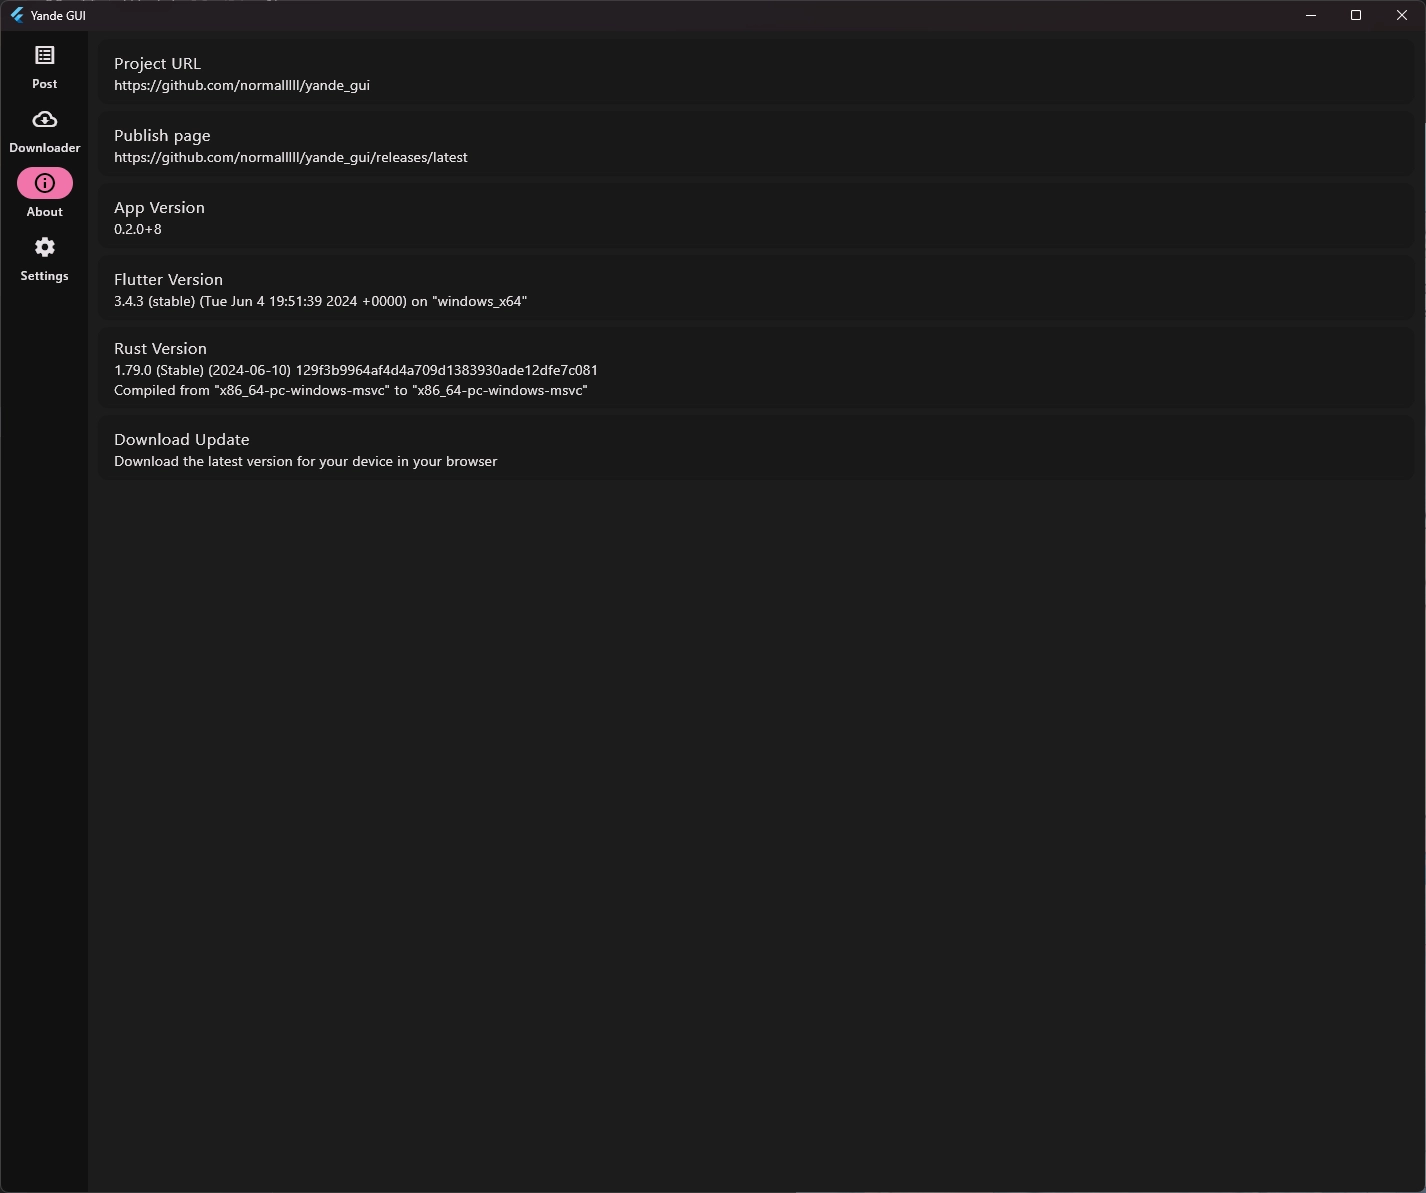 Yande GUI
Post
Downloader
About
Settings
Project URL
https://github.com/normalllll/yande_gui
Publish page
https://github.com/normalllll/yande_gui/releases/latest
App Version
0.2.0+8
Flutter Version
3.4.3 (stable) (Tue Jun 4 19:51:39 2024 +0000) on "windows_x64"
Rust Version
1.79.0 (Stable) (2024-06-10) 129f3b9964af4d4a709d1383930ade12dfe7c081
Compiled from "x86_64-pc-windows-msvc" to "x86_64-pc-windows-msvc"
Download Update
Download the latest version for your device in your browser